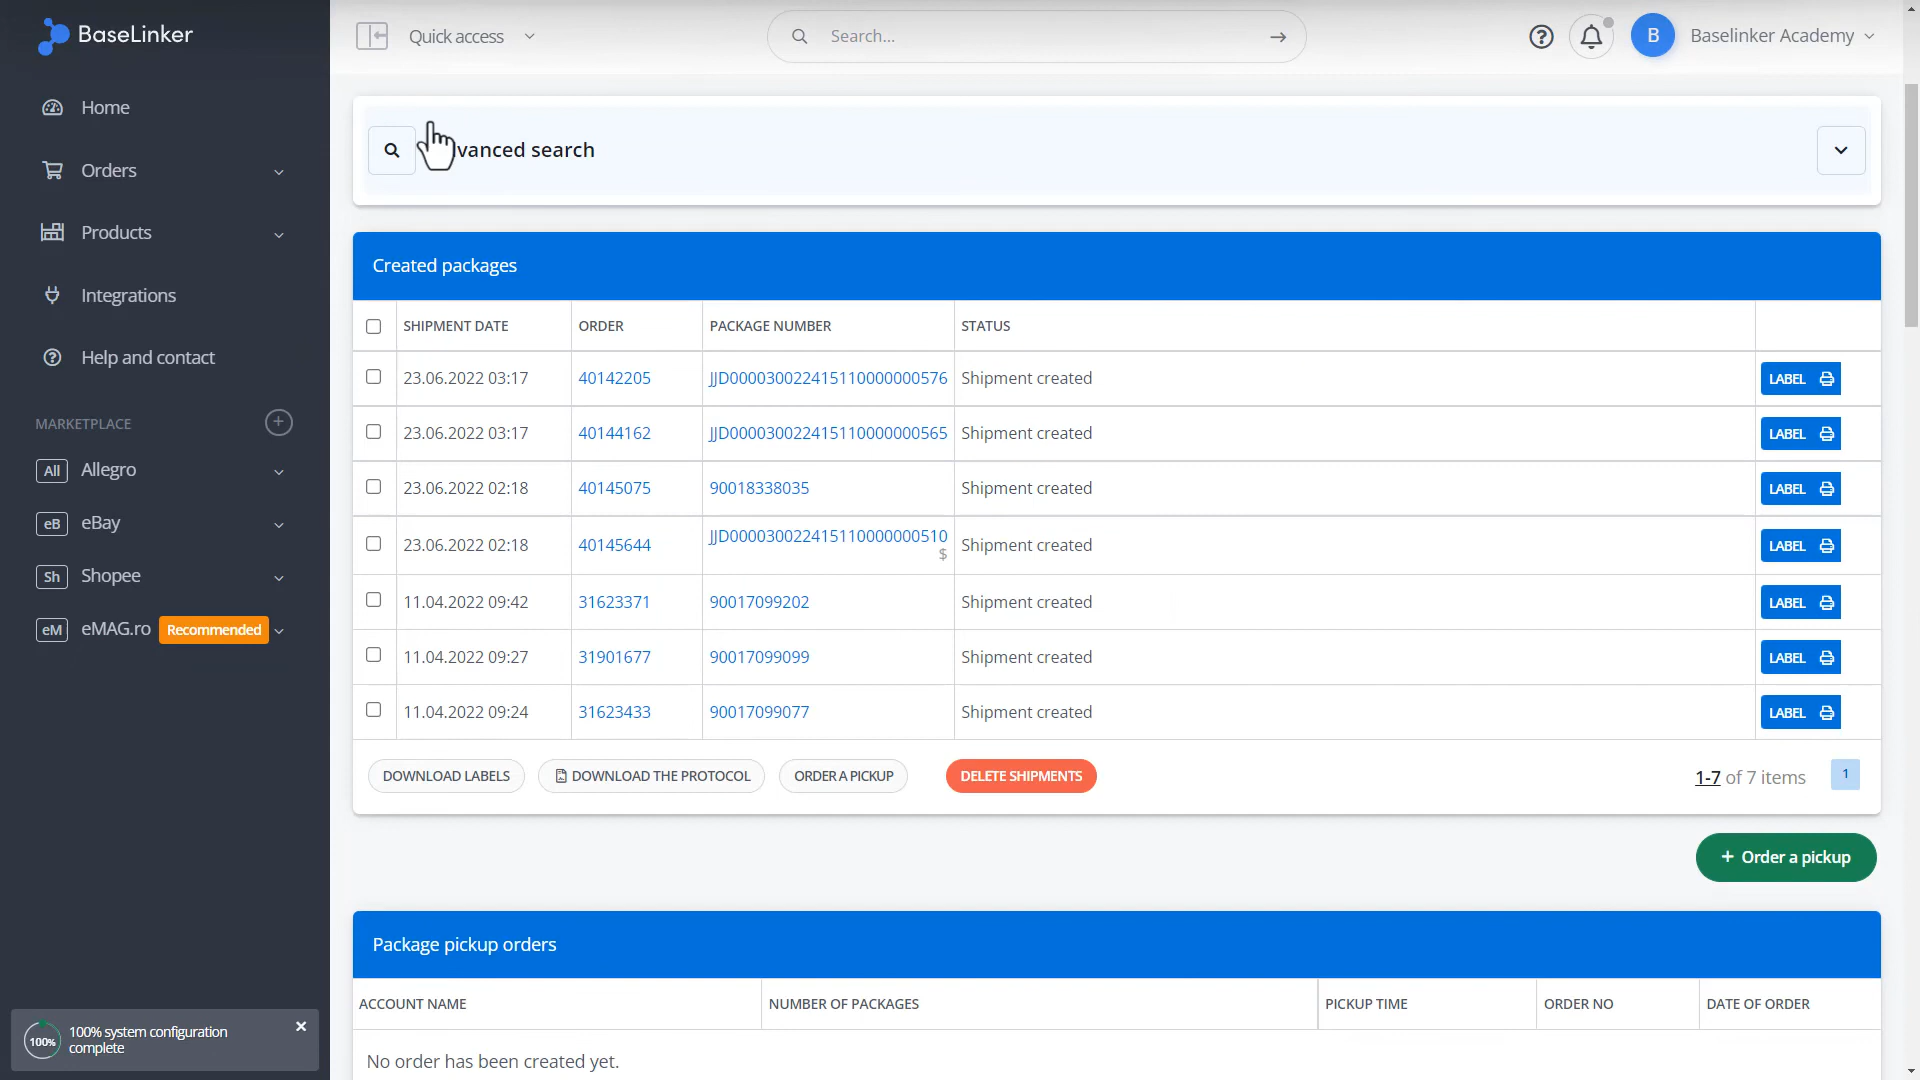 BaseLinker
Quick access
Search...
B
Baselinker Academy
Home
Orders
Products
Integrations
Help and contact
MARKETPLACE
All Allegro
eB eBay
Sh Shopee
eM eMAG.ro Recommended
100% 100% system configuration
complete
vanced search
Created packages
SHIPMENT DATE ORDER PACKAGE NUMBER STATUS
23.06.2022 03:17 40142205 JJD000030022415110000000576 Shipment created LABEL
23.06.2022 03:17 40144162 JJD000030022415110000000565 Shipment created LABEL
23.06.2022 02:18 40145075 90018338035 Shipment created LABEL
23.06.2022 02:18 40145644 JJD000030022415110000000510 $ Shipment created LABEL
11.04.2022 09:42 31623371 90017099202 Shipment created LABEL
11.04.2022 09:27 31901677 90017099099 Shipment created LABEL
11.04.2022 09:24 31623433 90017099077 Shipment created LABEL
DOWNLOAD LABELS DOWNLOAD THE PROTOCOL ORDER A PICKUP DELETE SHIPMENTS 1-7 of 7 items 1
+ Order a pickup
Package pickup orders
ACCOUNT NAME NUMBER OF PACKAGES PICKUP TIME ORDER NO DATE OF ORDER
No order has been created yet.